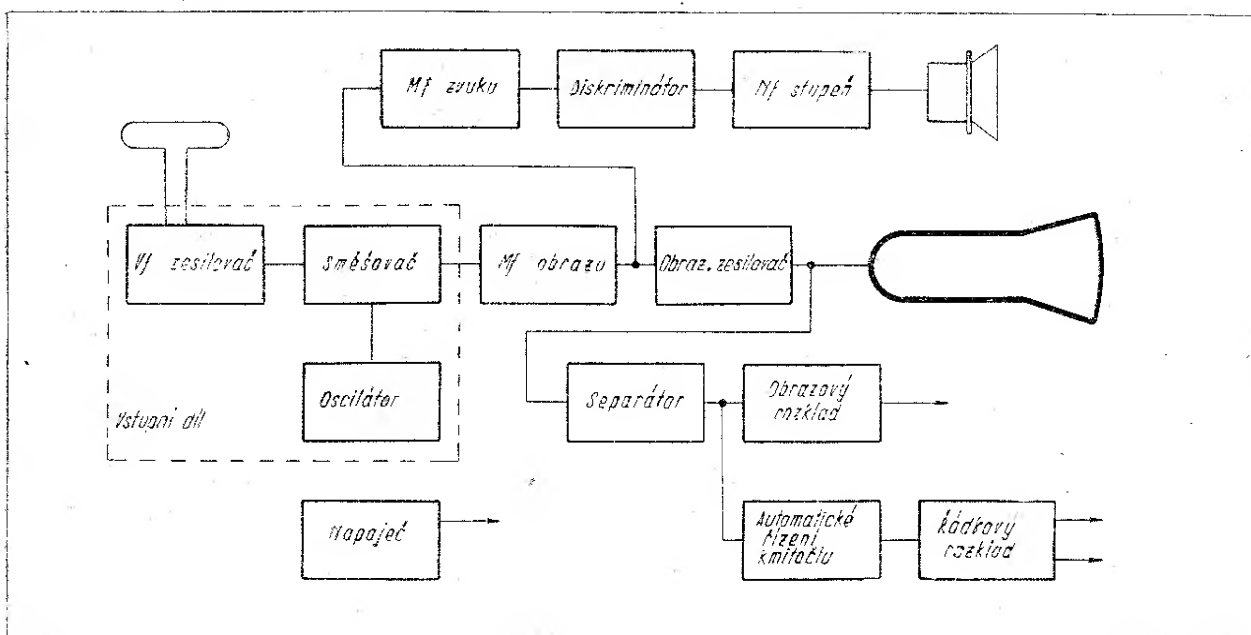 Mf zvuku
Diskriminátor
Nf stupeň
Vf zesilovač
Směšovač
Mf obrazu
Obraz. zesilovač
Oscilátor
Vstupní díl
Separátor
Obrazový
rozklad
Napaječ
Automatické
řízení
kmitočtu
Řádkový
rozklad